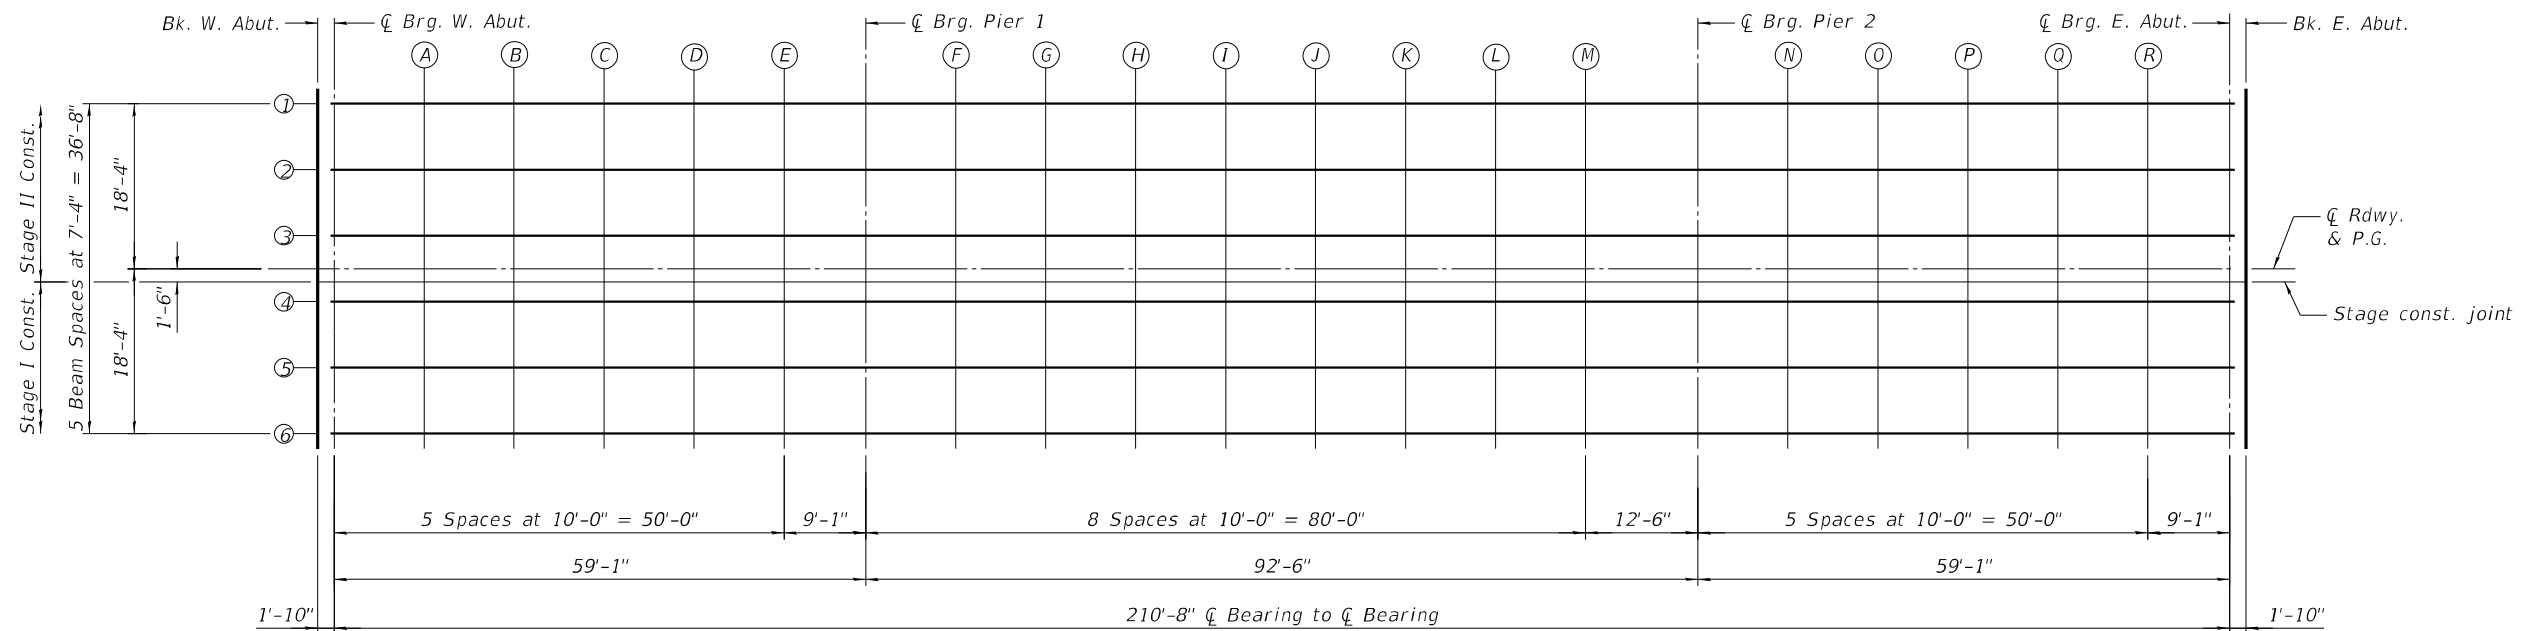 Bk. W. Abut.
℄ Brg. W. Abut.
℄ Brg. Pier 1
℄ Brg. Pier 2
℄ Brg. E. Abut.
Bk. E. Abut.
A B C D E F G H I J K L M N O P Q R
1
2
3
4
5
6
Stage II Const.
Stage I Const.
5 Beam Spaces at 7'-4" = 36'-8"
18'-4"
18'-4"
1'-6"
℄ Rdwy.
& P.G.
Stage const. joint
5 Spaces at 10'-0" = 50'-0"
9'-1"
8 Spaces at 10'-0" = 80'-0"
12'-6"
5 Spaces at 10'-0" = 50'-0"
9'-1"
59'-1"
92'-6"
59'-1"
1'-10"
210'-8" ℄ Bearing to ℄ Bearing
1'-10"